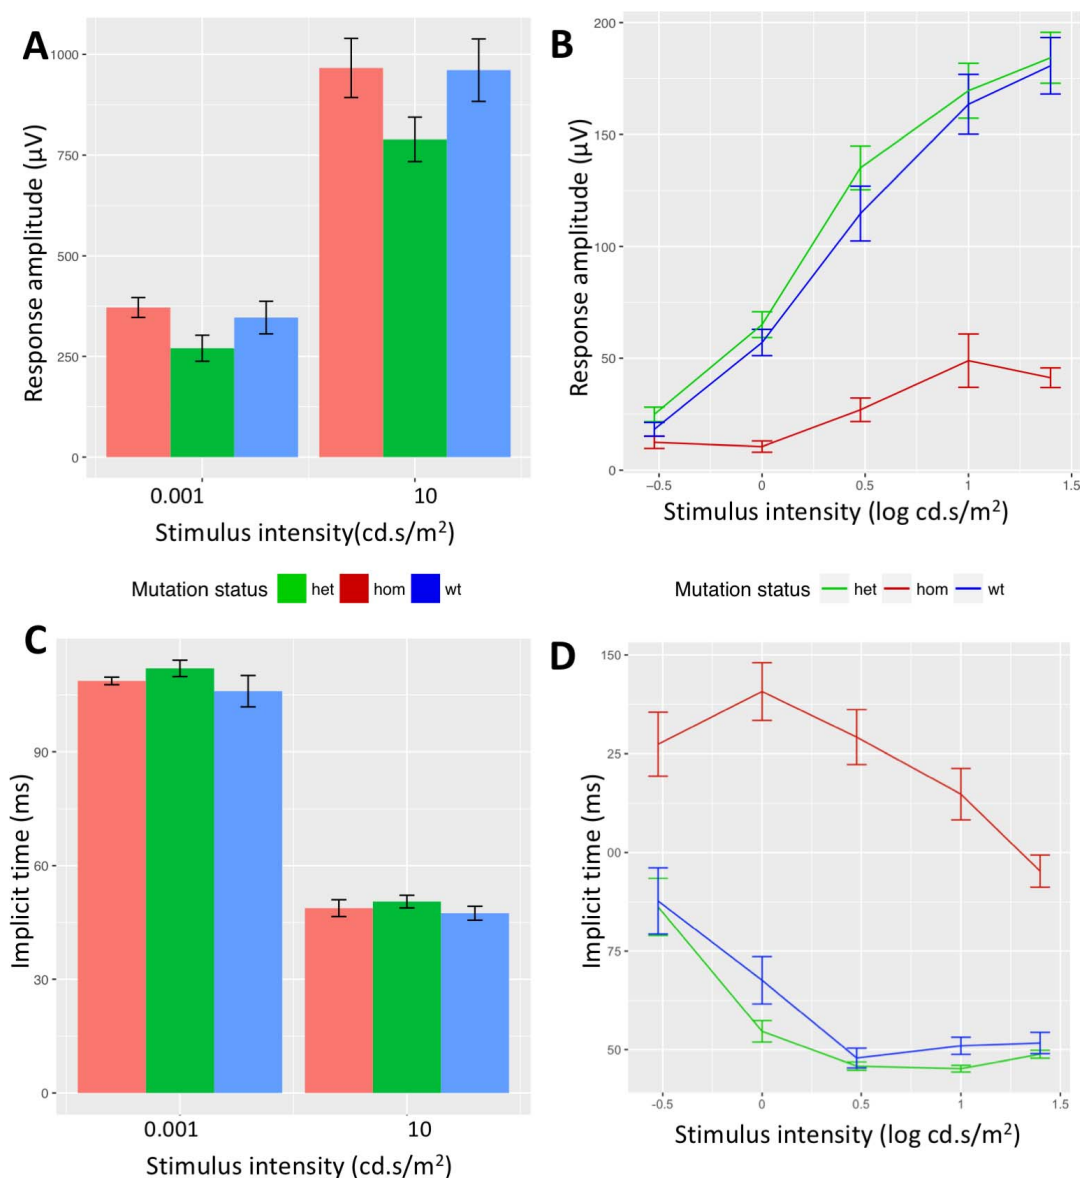 A
Response amplitude (µV)
1000
750
500
250
0
0.001 10
Stimulus intensity(cd.s/m²)
B
Response amplitude (µV)
200
150
100
50
0
−0.5 0 0.5 1 1.5
Stimulus intensity (log cd.s/m²)
Mutation status het hom wt
Mutation status het hom wt
C
Implicit time (ms)
90
60
30
0
0.001 10
Stimulus intensity (cd.s/m²)
D
Implicit time (ms)
150
25
00
75
50
-0.5 0 0.5 1 1.5
Stimulus intensity (log cd.s/m²)